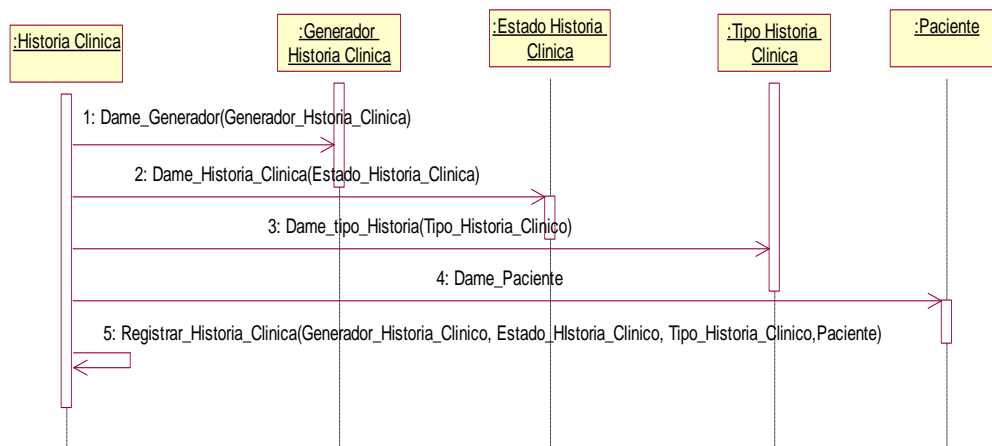 :Historia Clinica
:Generador
Historia Clinica
:Estado Historia
Clinica
:Tipo Historia
Clinica
:Paciente
1: Dame_Generador(Generador_Hstoria_Clinica)
2: Dame_Historia_Clinica(Estado_Historia_Clinica)
3: Dame_tipo_Historia(Tipo_Historia_Clinico)
4: Dame_Paciente
5: Registrar_Historia_Clinica(Generador_Historia_Clinico, Estado_HIstoria_Clinico, Tipo_Historia_Clinico,Paciente)